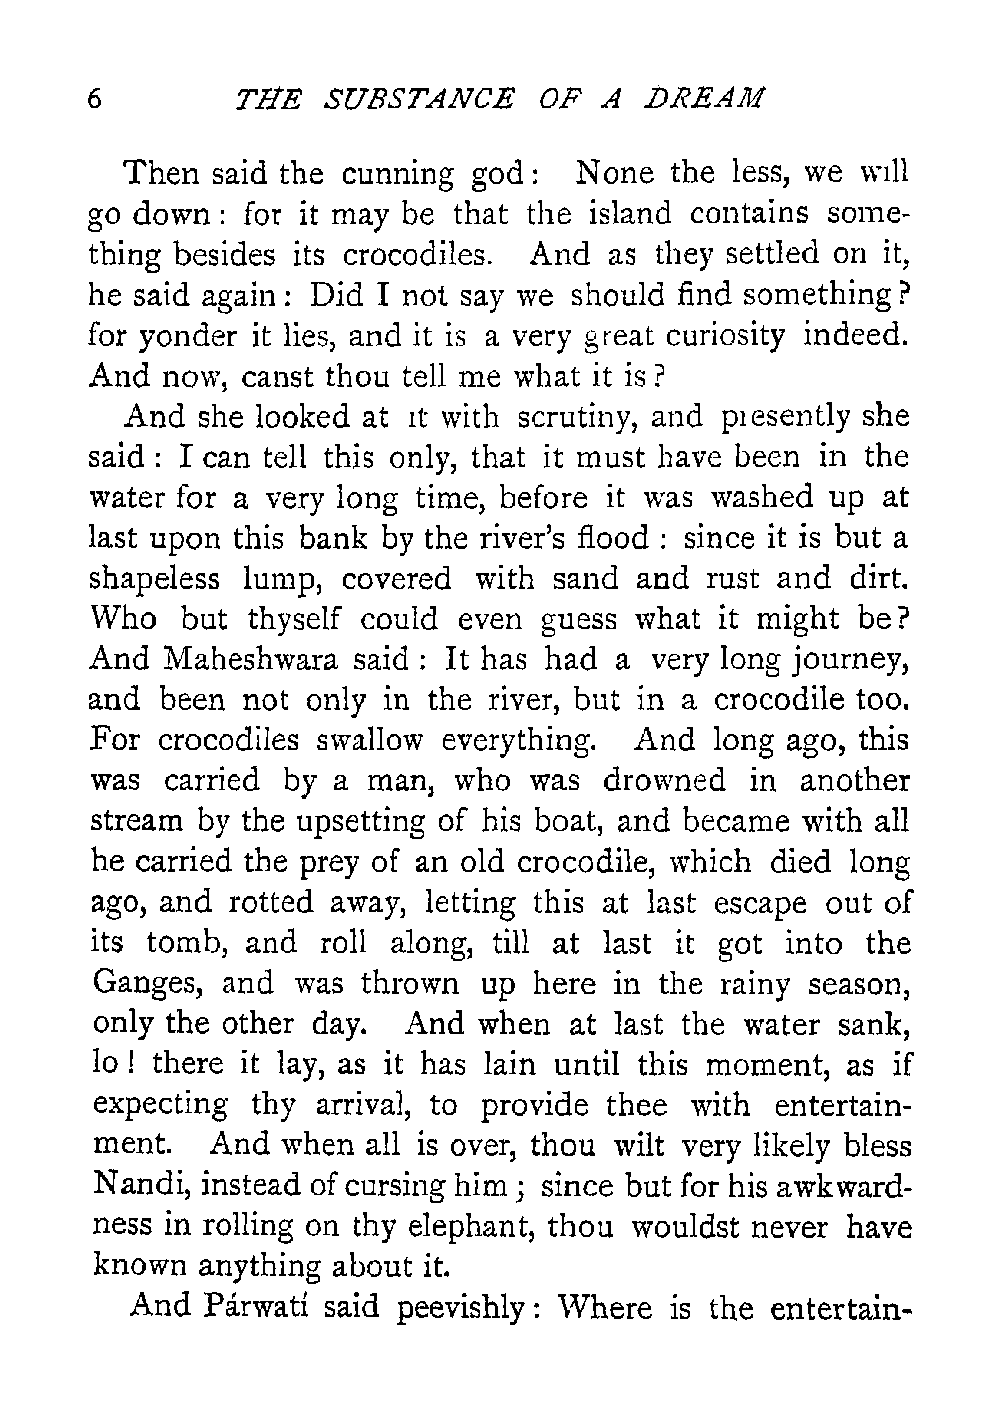 6 THE SUBSTANCE OF A DREAM
Then said the cunning god: None the less, we will
go down: for it may be that the island contains some-
thing besides its crocodiles. And as they settled on it,
he said again: Did I not say we should find something?
for yonder it lies, and it is a very great curiosity indeed.
And now, canst thou tell me what it is?
And she looked at it with scrutiny, and presently she
said: I can tell this only, that it must have been in the
water for a very long time, before it was washed up at
last upon this bank by the river's flood: since it is but a
shapeless lump, covered with sand and rust and dirt.
Who but thyself could even guess what it might be?
And Maheshwara said: It has had a very long journey,
and been not only in the river, but in a crocodile too.
For crocodiles swallow everything. And long ago, this
was carried by a man, who was drowned in another
stream by the upsetting of his boat, and became with all
he carried the prey of an old crocodile, which died long
ago, and rotted away, letting this at last escape out of
its tomb, and roll along, till at last it got into the
Ganges, and was thrown up here in the rainy season,
only the other day. And when at last the water sank,
lo! there it lay, as it has lain until this moment, as if
expecting thy arrival, to provide thee with entertain-
ment. And when all is over, thou wilt very likely bless
Nandi, instead of cursing him; since but for his awkward-
ness in rolling on thy elephant, thou wouldst never have
known anything about it.
And Párwatí said peevishly: Where is the entertain-